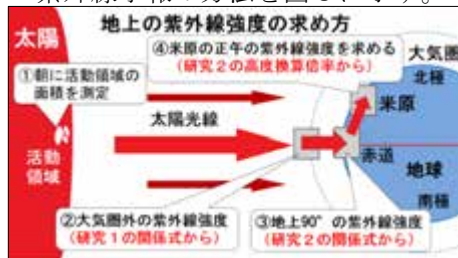 地上の紫外線強度の求め方
太陽
④米原の正午の紫外線強度を求める
(研究2の高度換算倍率から)
大気圏
北極
①朝に活動領域の
面積を測定
米原
太陽光線
活動
領域
赤道
地球
南極
②大気圏外の紫外線強度
(研究1の関係式から)
③地上90°の紫外線強度
(研究2の関係式から)